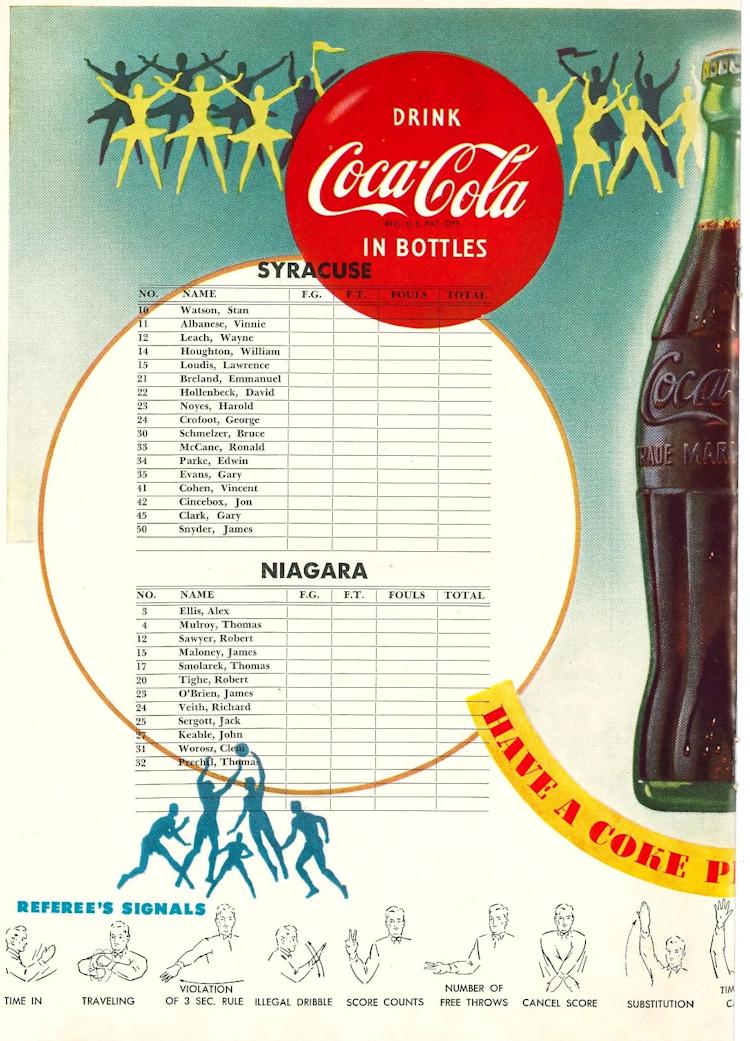 DRINK
Coca-Cola
REG. U.S. PAT. OFF.
IN BOTTLES
SYRACUSE
NO. NAME F.G. F.T. FOULS TOTAL
10 Watson, Stan
11 Albanese, Vinnie
12 Leach, Wayne
14 Houghton, William
15 Loudis, Lawrence
21 Breland, Emmanuel
22 Hollenbeck, David
23 Noyes, Harold
24 Crofoot, George
30 Schmelzer, Bruce
33 McCane, Ronald
34 Parke, Edwin
35 Evans, Gary
41 Cohen, Vincent
42 Cincebox, Jon
45 Clark, Gary
50 Snyder, James
NIAGARA
NO. NAME F.G. F.T. FOULS TOTAL
3 Ellis, Alex
4 Mulroy, Thomas
12 Sawyer, Robert
15 Maloney, James
17 Smolarek, Thomas
20 Tighe, Robert
23 O'Brien, James
24 Veith, Richard
25 Sergott, Jack
27 Keable, John
31 Worosz, Clem
32 Prechtl, Thomas
Coca
RADE MAR
HAVE A COKE P
REFEREE'S SIGNALS
TIME IN
TRAVELING
VIOLATION
OF 3 SEC. RULE
ILLEGAL DRIBBLE
SCORE COUNTS
NUMBER OF
FREE THROWS
CANCEL SCORE
SUBSTITUTION
TIM